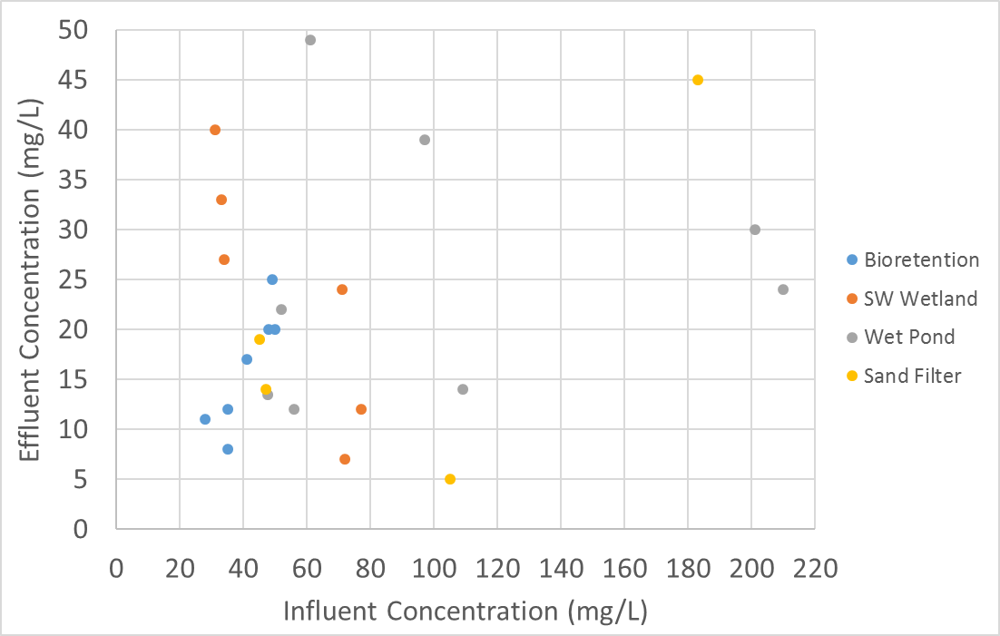 50
45
40
35
30
25
20
15
10
5
0
Effluent Concentration (mg/L)
0 20 40 60 80 100 120 140 160 180 200 220
Influent Concentration (mg/L)
Bioretention
SW Wetland
Wet Pond
Sand Filter